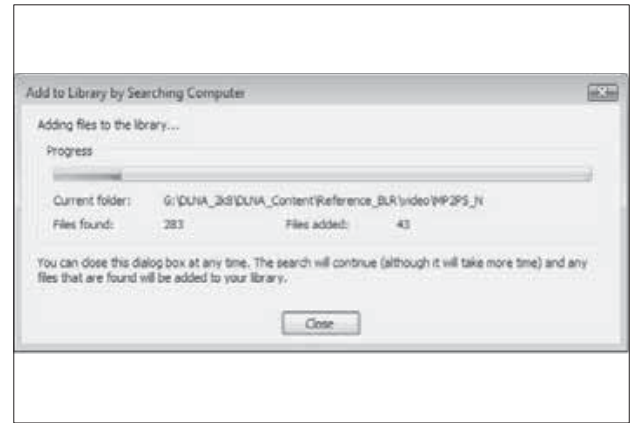 Add to Library by Searching Computer
Adding files to the library...
Progress
Current folder: G:\DLNA_2k9\DLNA_Content\Reference_BLR\video\MP2PS_N
Files found: 283 Files added: 43
You can close this dialog box at any time. The search will continue (although it will take more time) and any
files that are found will be added to your library.
Close